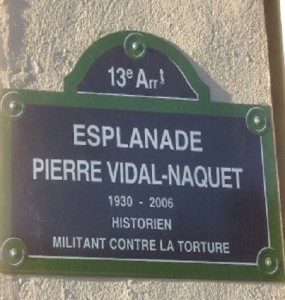 13e Arrt
ESPLANADE
PIERRE VIDAL-NAQUET
1930 - 2006
HISTORIEN
MILITANT CONTRE LA TORTURE